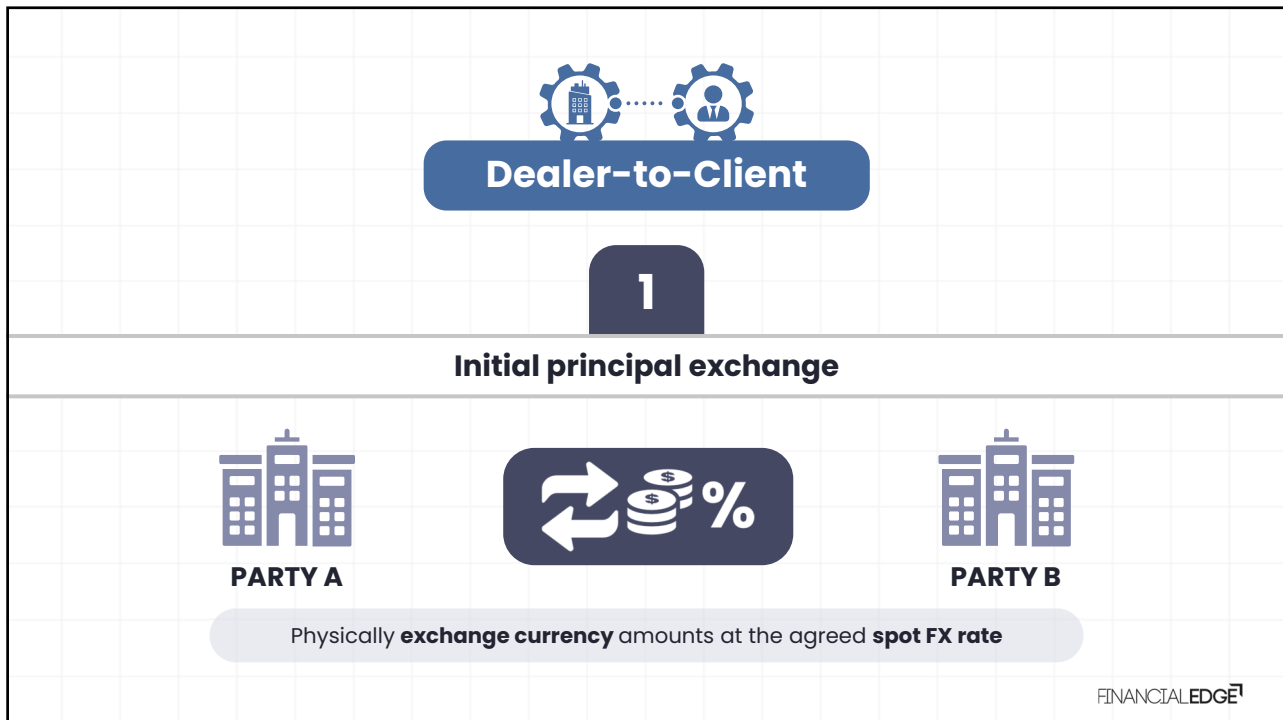 Dealer-to-Client
1
Initial principal exchange
$ $ %
PARTY A
PARTY B
Physically exchange currency amounts at the agreed spot FX rate
FINANCIALEDGE